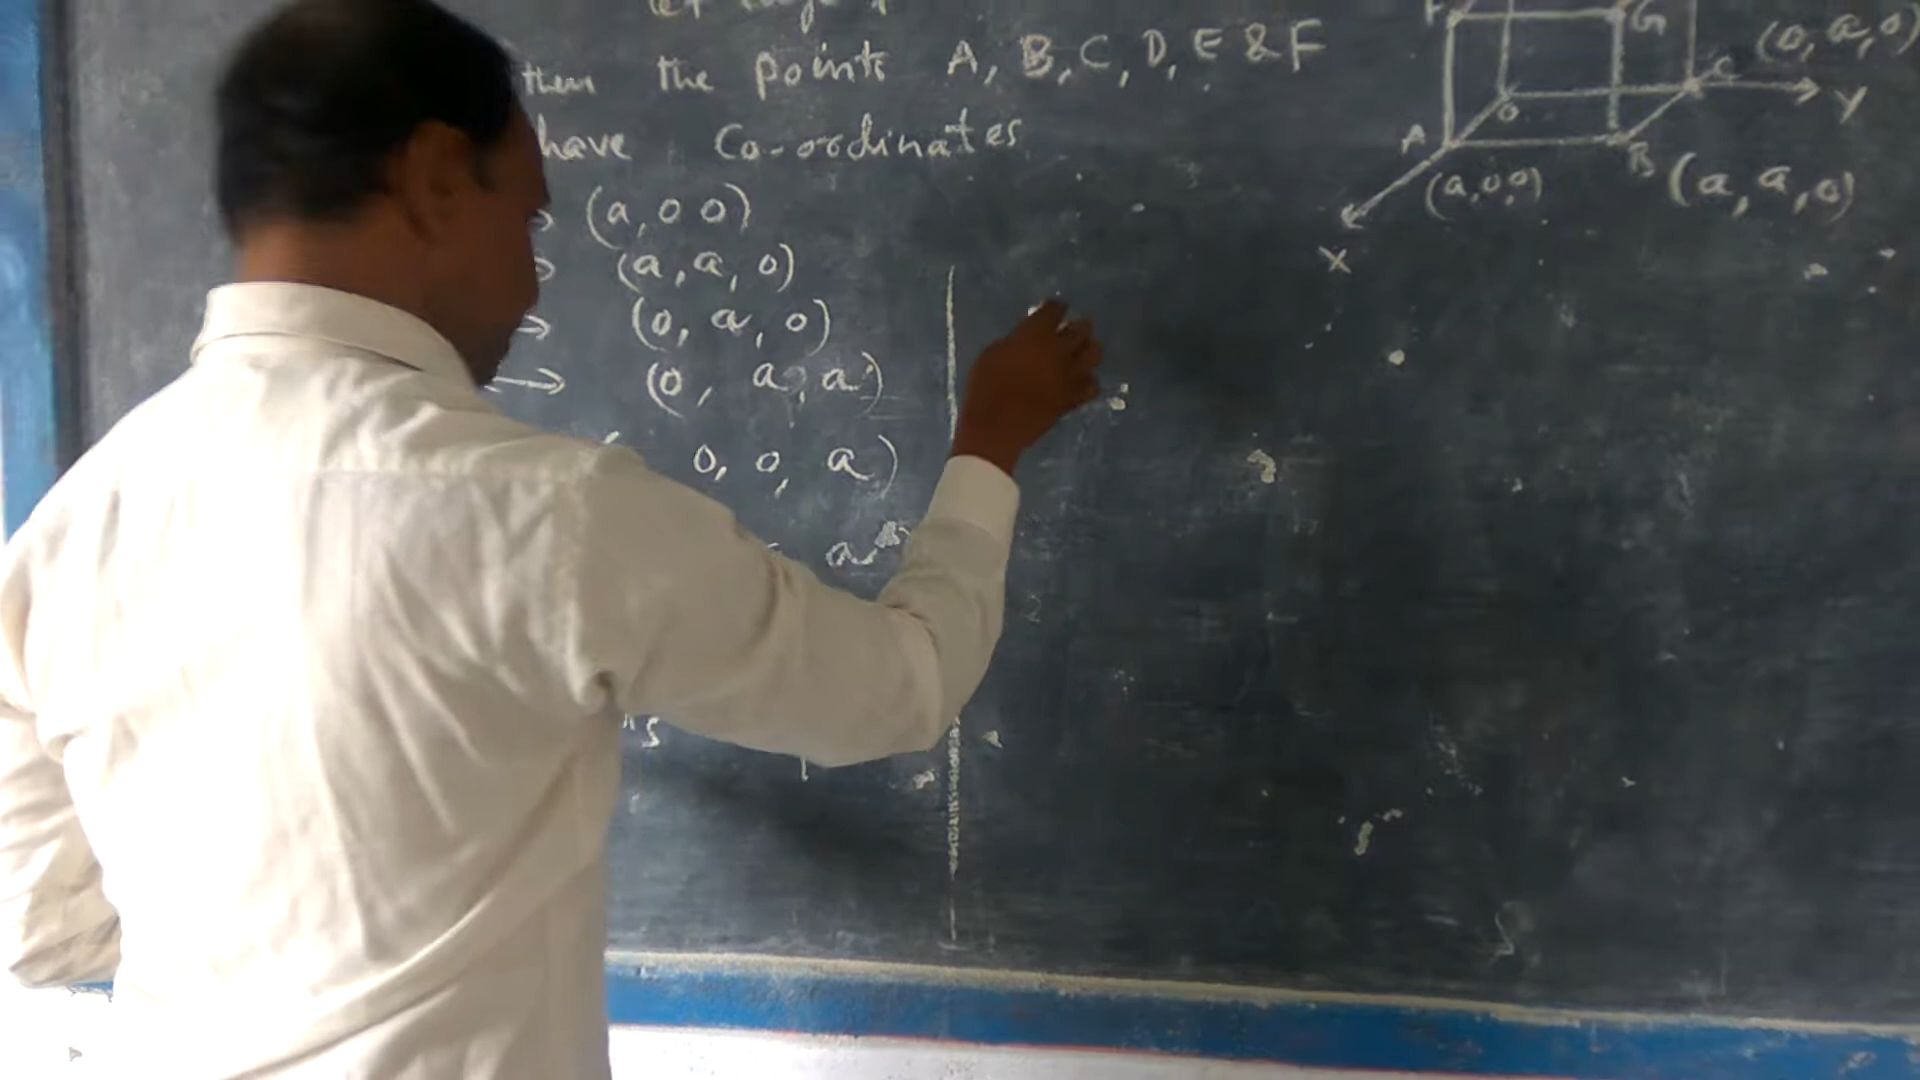 then the points A, B, C, D, E & F
have Co-ordinates
→ (a, 0 0)
→ (a, a, 0)
→ (0, a, 0)
→ (0, a, a)
0, 0, a)
a
G
(0, a, 0)
C
Y
O
A
B
(a, 0, 0)
(a, a, 0)
X